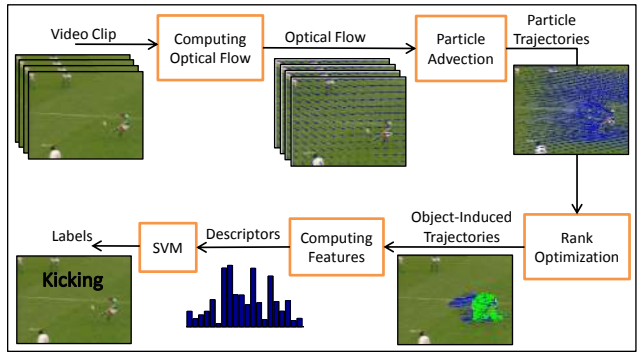 Video Clip
Computing
Optical Flow
Optical Flow
Particle
Advection
Particle
Trajectories
Labels
SVM
Descriptors
Computing
Features
Object-Induced
Trajectories
Rank
Optimization
Kicking